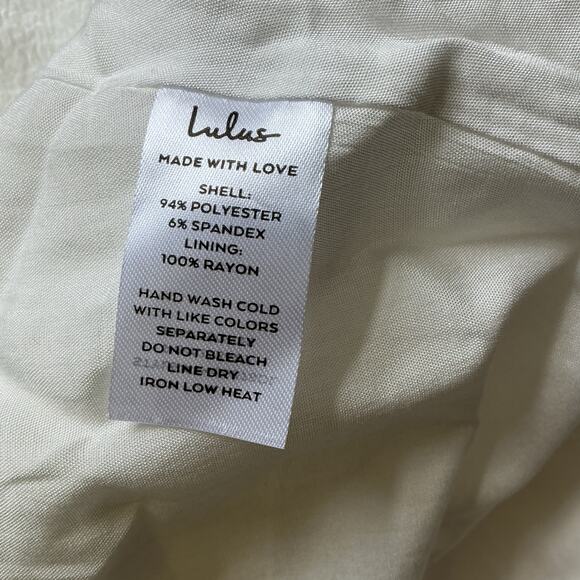 Lulus
MADE WITH LOVE
SHELL:
94% POLYESTER
6% SPANDEX
LINING:
100% RAYON
HAND WASH COLD
WITH LIKE COLORS
SEPARATELY
DO NOT BLEACH
LINE DRY
IRON LOW HEAT